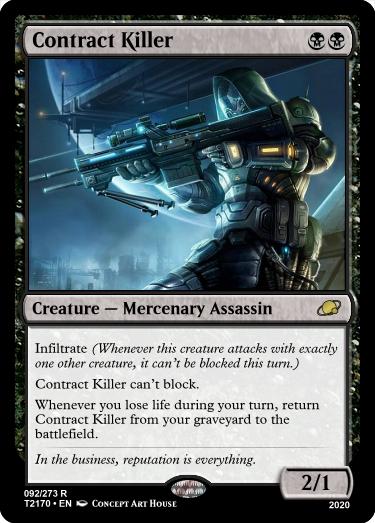 Contract Killer
Creature — Mercenary Assassin
Infiltrate (Whenever this creature attacks with exactly
one other creature, it can't be blocked this turn.)
Contract Killer can't block.
Whenever you lose life during your turn, return
Contract Killer from your graveyard to the
battlefield.
In the business, reputation is everything.
2/1
092/273 R
T2170 • EN Concept Art House
2020